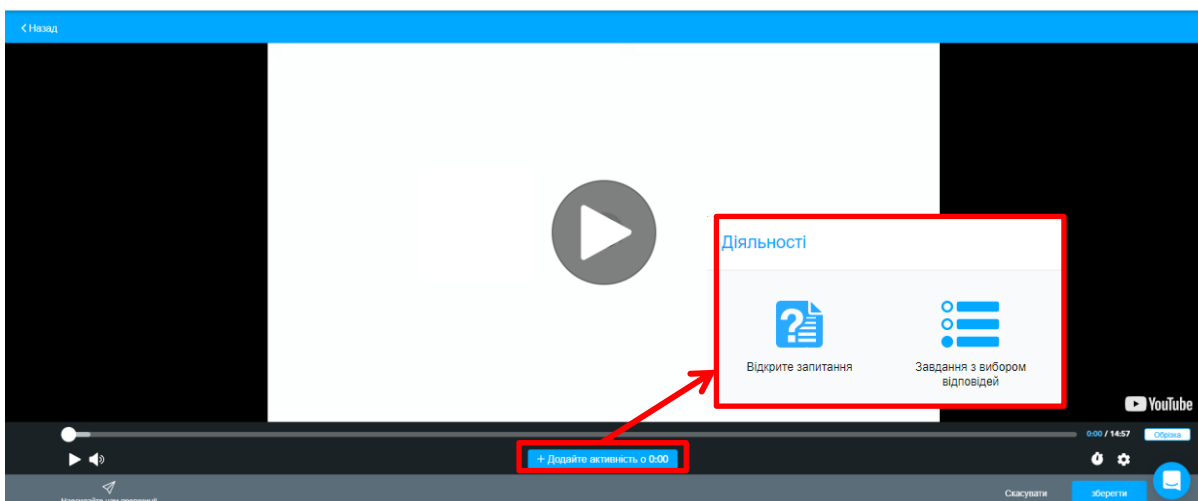 Назад
Діяльності
Відкрите запитання
Завдання з вибором
відповідей
YouTube
0:00 / 14:57
Обрізка
+ Додайте активність о 0:00
Скасувати
зберегти